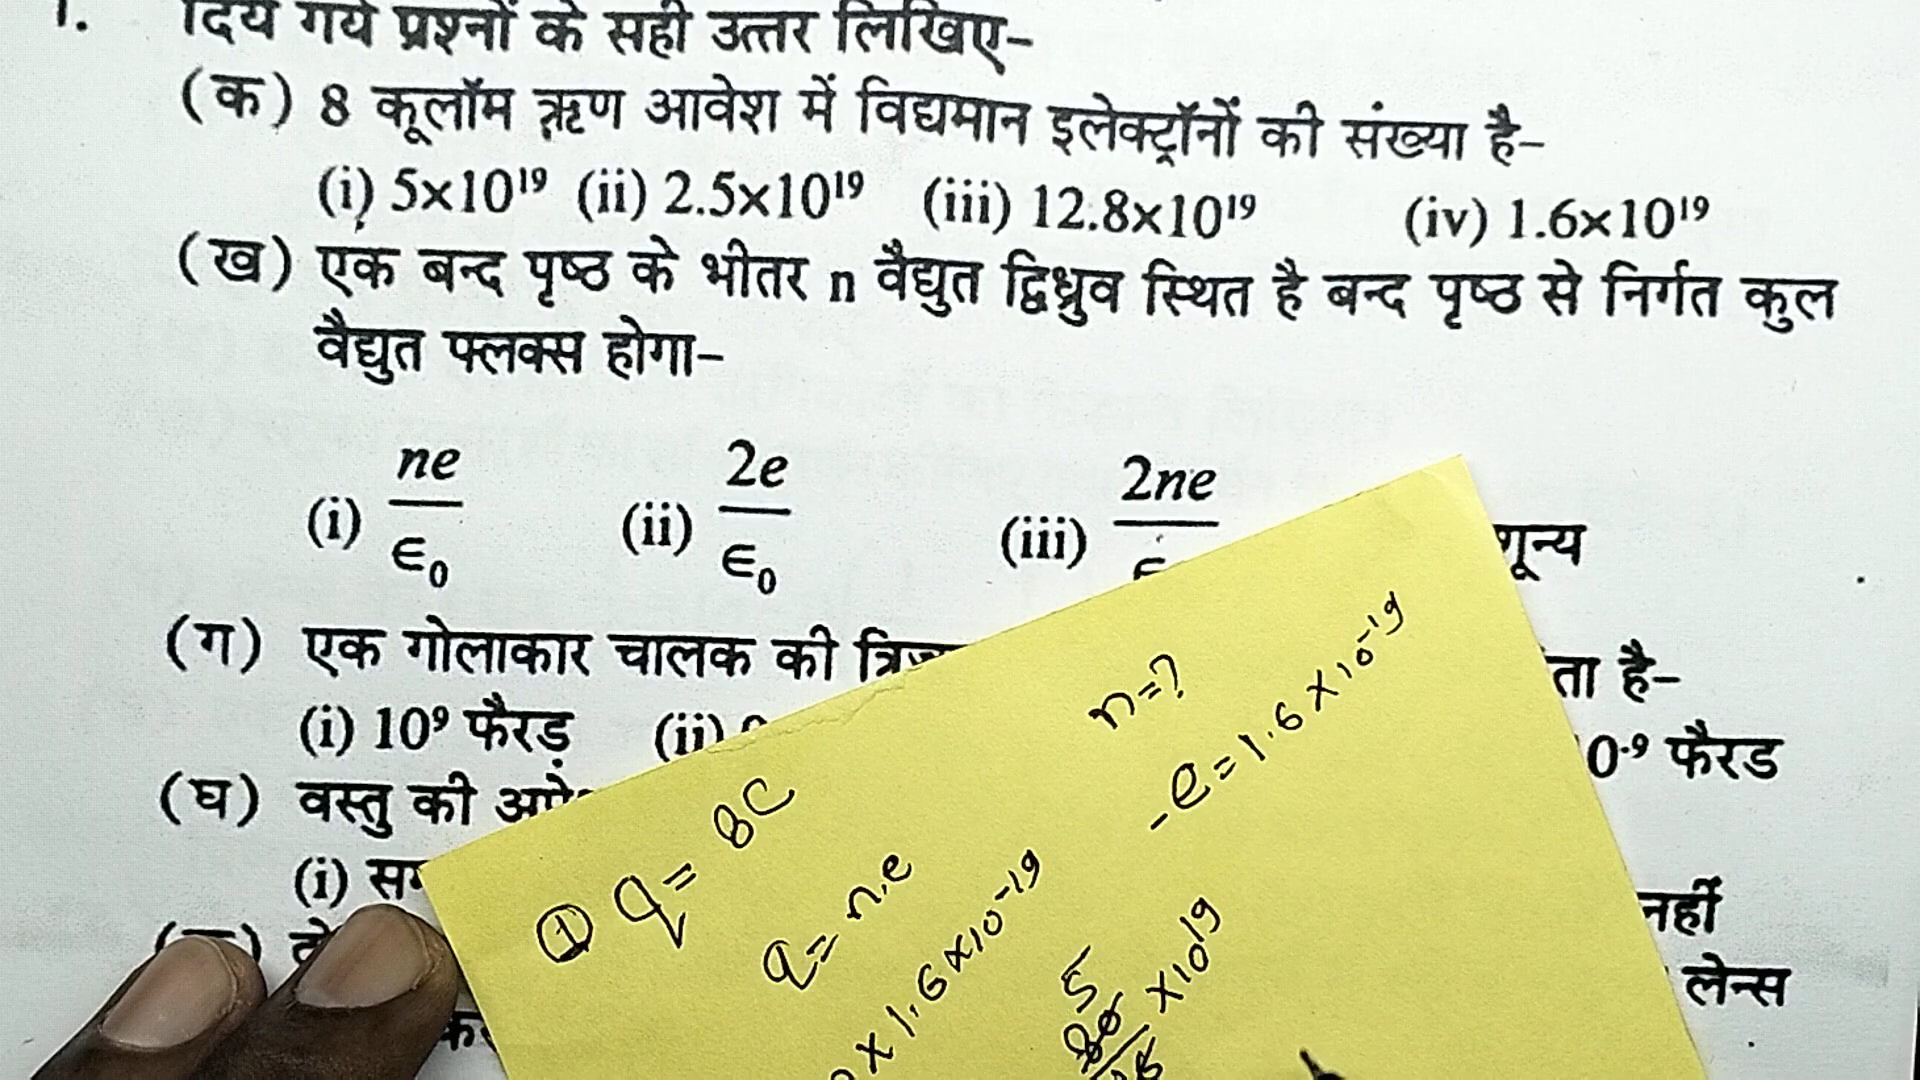 1. दिये गये प्रश्नों के सही उत्तर लिखिए-
(क) 8 कूलॉम ऋण आवेश में विद्यमान इलेक्ट्रॉनों की संख्या है-
(i) 5×10¹⁹ (ii) 2.5×10¹⁹ (iii) 12.8×10¹⁹ (iv) 1.6×10¹⁹
(ख) एक बन्द पृष्ठ के भीतर n वैद्युत द्विध्रुव स्थित है बन्द पृष्ठ से निर्गत कुल
वैद्युत फ्लक्स होगा-
(i) ne/∈₀ (ii) 2e/∈₀ (iii) 2ne/∈ शून्य
(ग) एक गोलाकार चालक की ता है-
(i) 10⁹ फैरड (ii) 0⁻⁹ फैरड
(घ) वस्तु की
(i) नहीं
लेन्स
① q = 8C n=?
q = n.e -e = 1.6 × 10⁻¹⁹
× 1.6 × 10⁻¹⁹
5
80 × 10¹⁹